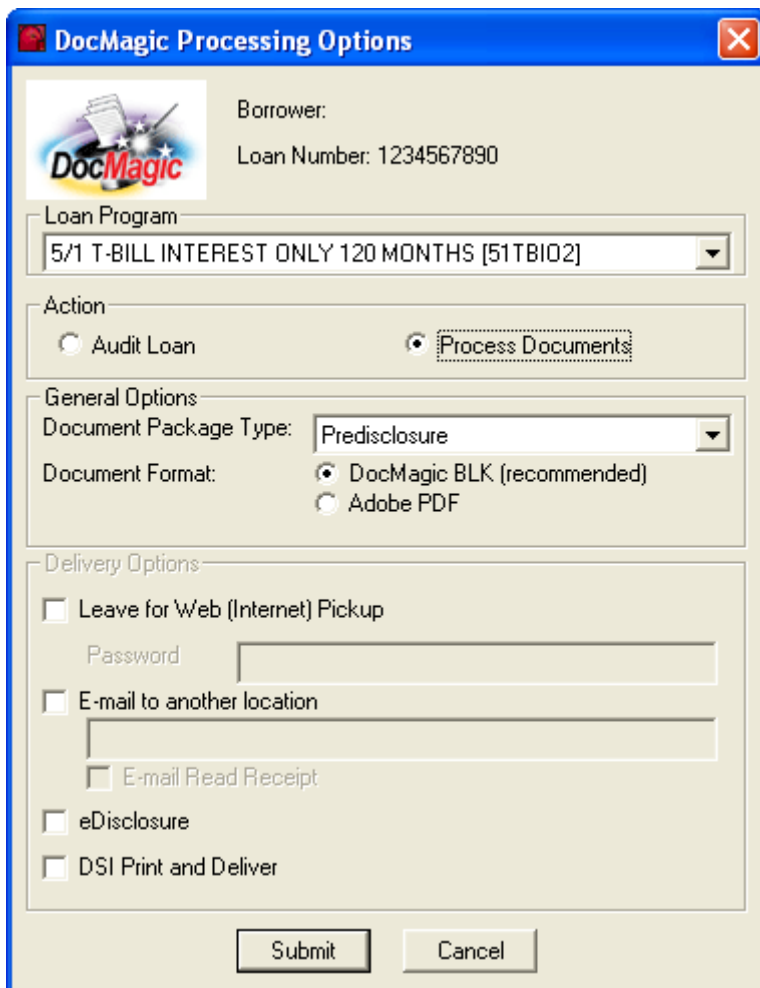 DocMagic Processing Options
DocMagic
Borrower:
Loan Number: 1234567890
Loan Program
5/1 T-BILL INTEREST ONLY 120 MONTHS [51TBIO2]
Action
Audit Loan
Process Documents
General Options
Document Package Type: Predisclosure
Document Format: DocMagic BLK (recommended)
Adobe PDF
Delivery Options
Leave for Web (Internet) Pickup
Password
E-mail to another location
E-mail Read Receipt
eDisclosure
DSI Print and Deliver
Submit Cancel